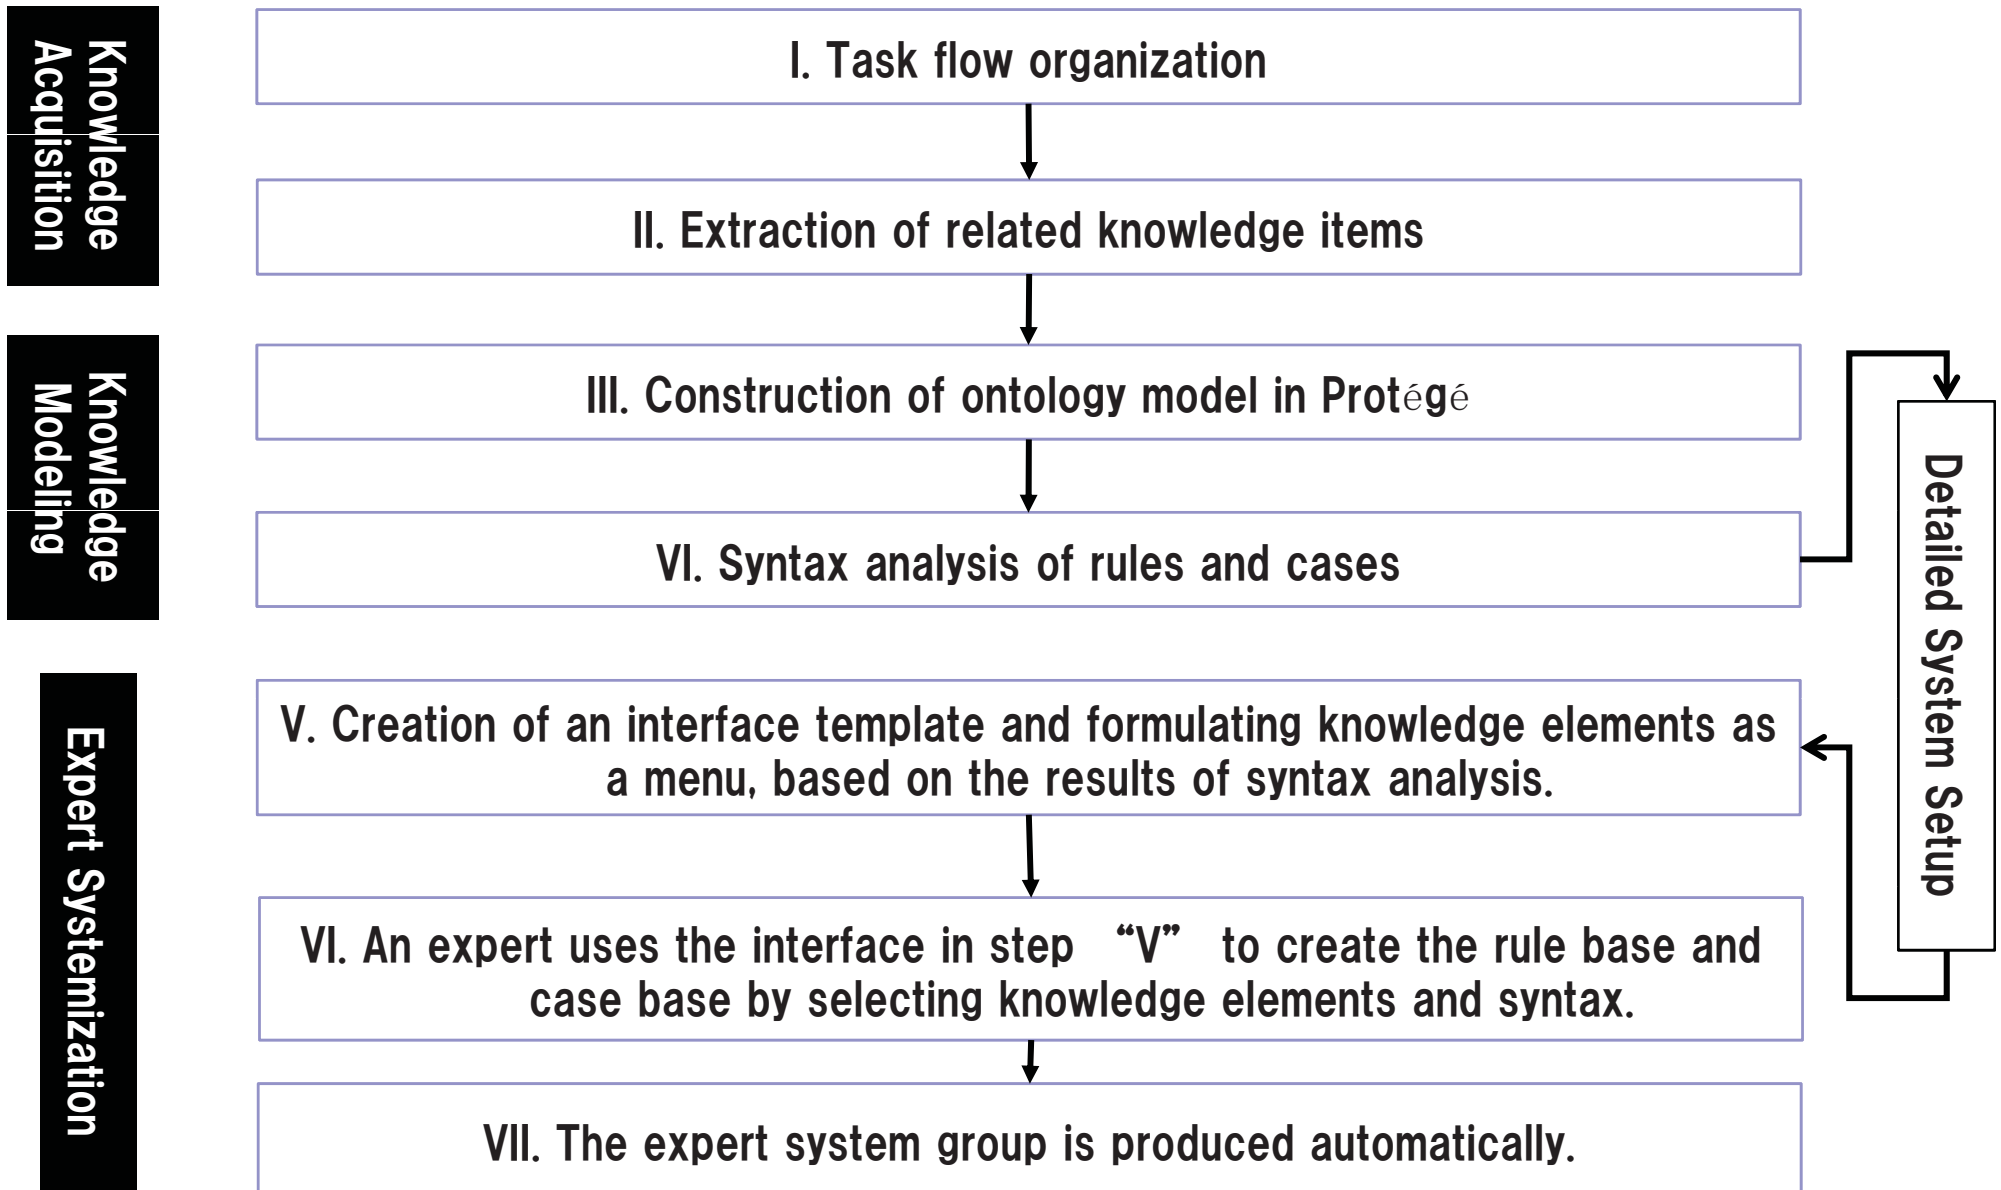 Knowledge
Acquisition
I. Task flow organization
II. Extraction of related knowledge items
Knowledge
Modeling
III. Construction of ontology model in Protégé
VI. Syntax analysis of rules and cases
Detailed System Setup
Expert Systemization
V. Creation of an interface template and formulating knowledge elements as
a menu, based on the results of syntax analysis.
VI. An expert uses the interface in step “V” to create the rule base and
case base by selecting knowledge elements and syntax.
VII. The expert system group is produced automatically.